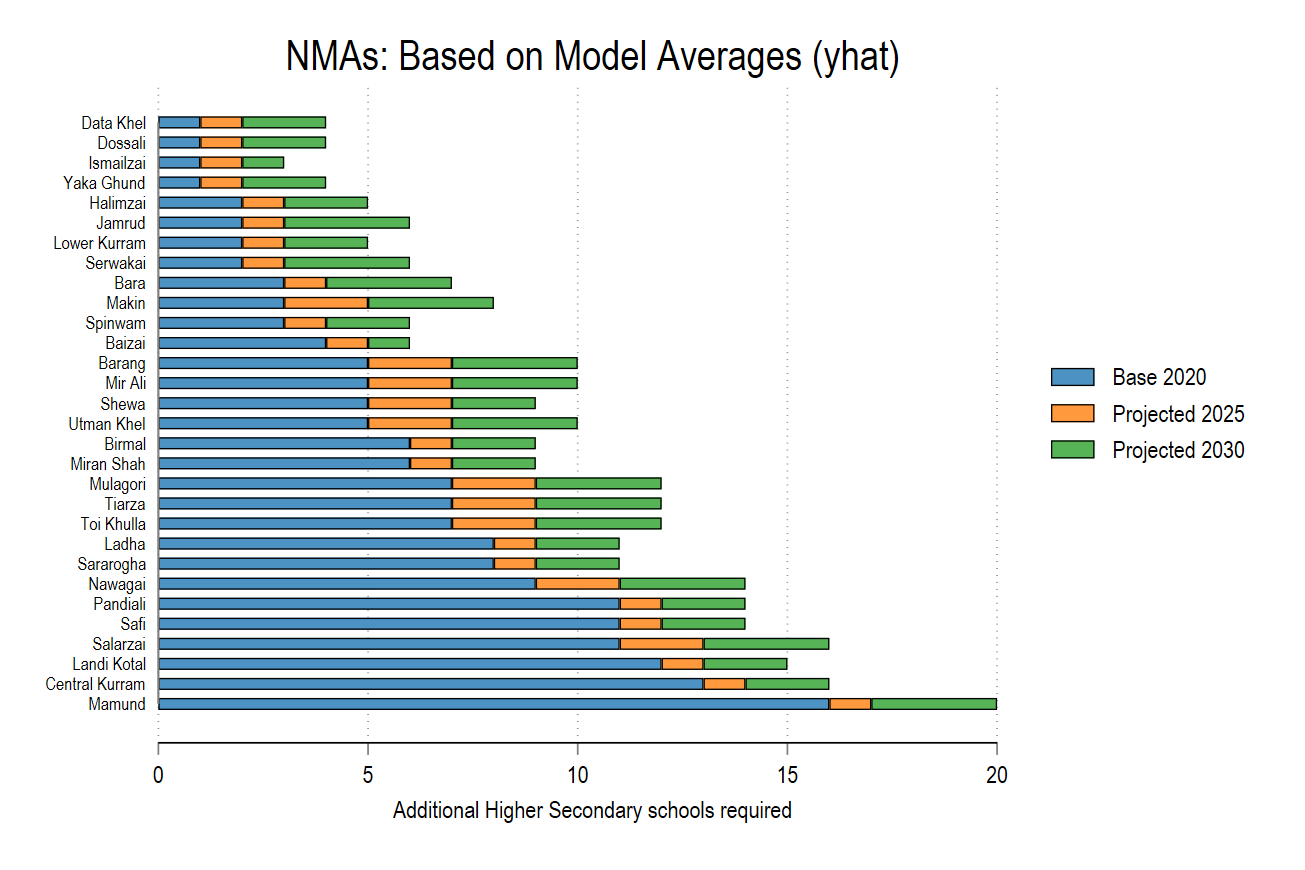 NMAs: Based on Model Averages (yhat)
Data Khel
Dossali
Ismailzai
Yaka Ghund
Halimzai
Jamrud
Lower Kurram
Serwakai
Bara
Makin
Spinwam
Baizai
Barang
Mir Ali
Shewa
Utman Khel
Birmal
Miran Shah
Mulagori
Tiarza
Toi Khulla
Ladha
Sararogha
Nawagai
Pandiali
Safi
Salarzai
Landi Kotal
Central Kurram
Mamund
0 5 10 15 20
Additional Higher Secondary schools required
Base 2020
Projected 2025
Projected 2030